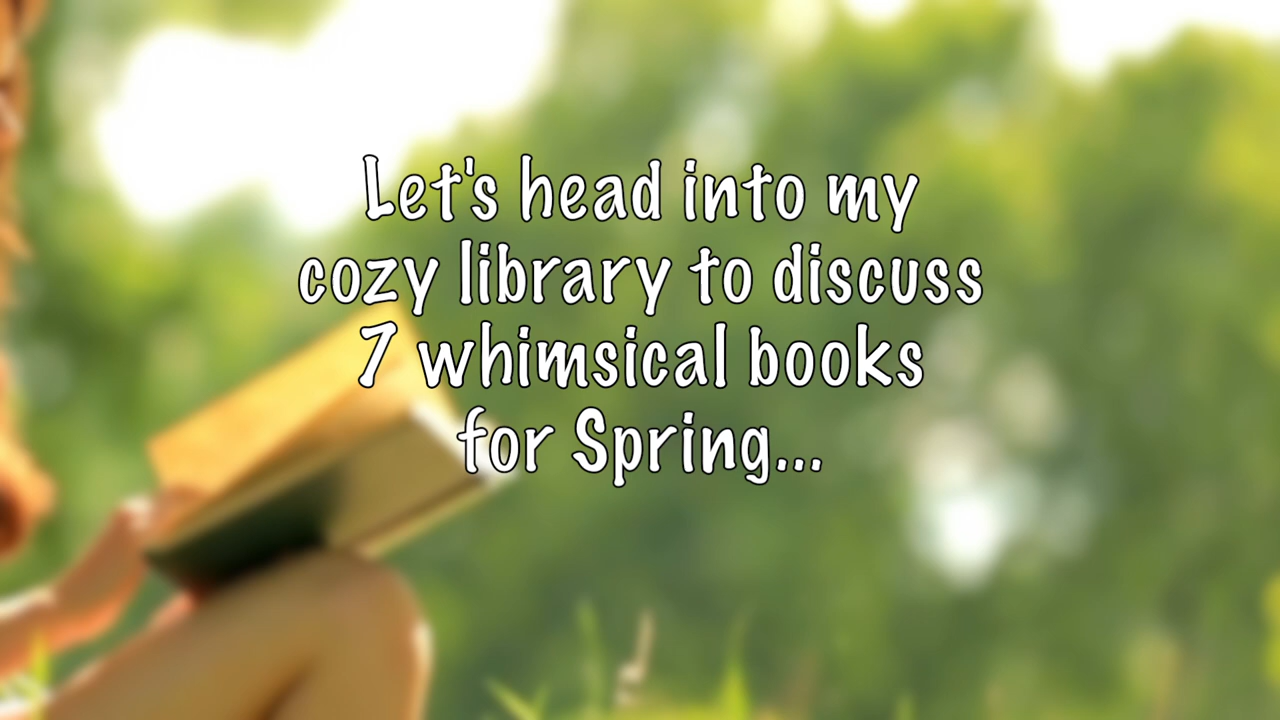 Let's head into my
cozy library to discuss
7 whimsical books
for Spring...